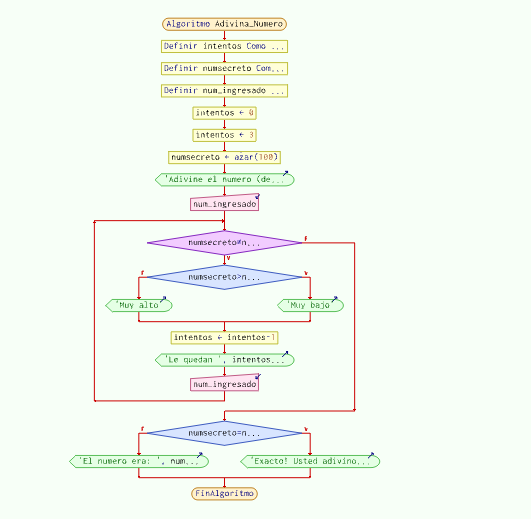 Algoritmo Adivina_Numero
Definir intentos Como ...
Definir numsecreto Com...
Definir num_ingresado ...
intentos ← 0
intentos ← 3
numsecreto ← azar(100)
'Adivine el numero (de...
num_ingresado
numsecreto≠n...
F
V
numsecreto>n...
F
V
'Muy alto'
'Muy bajo'
intentos ← intentos-1
'Le quedan ', intentos...
num_ingresado
numsecreto=n...
F
V
'El numero era: ', num...
'Exacto! Usted adivino...
FinAlgoritmo